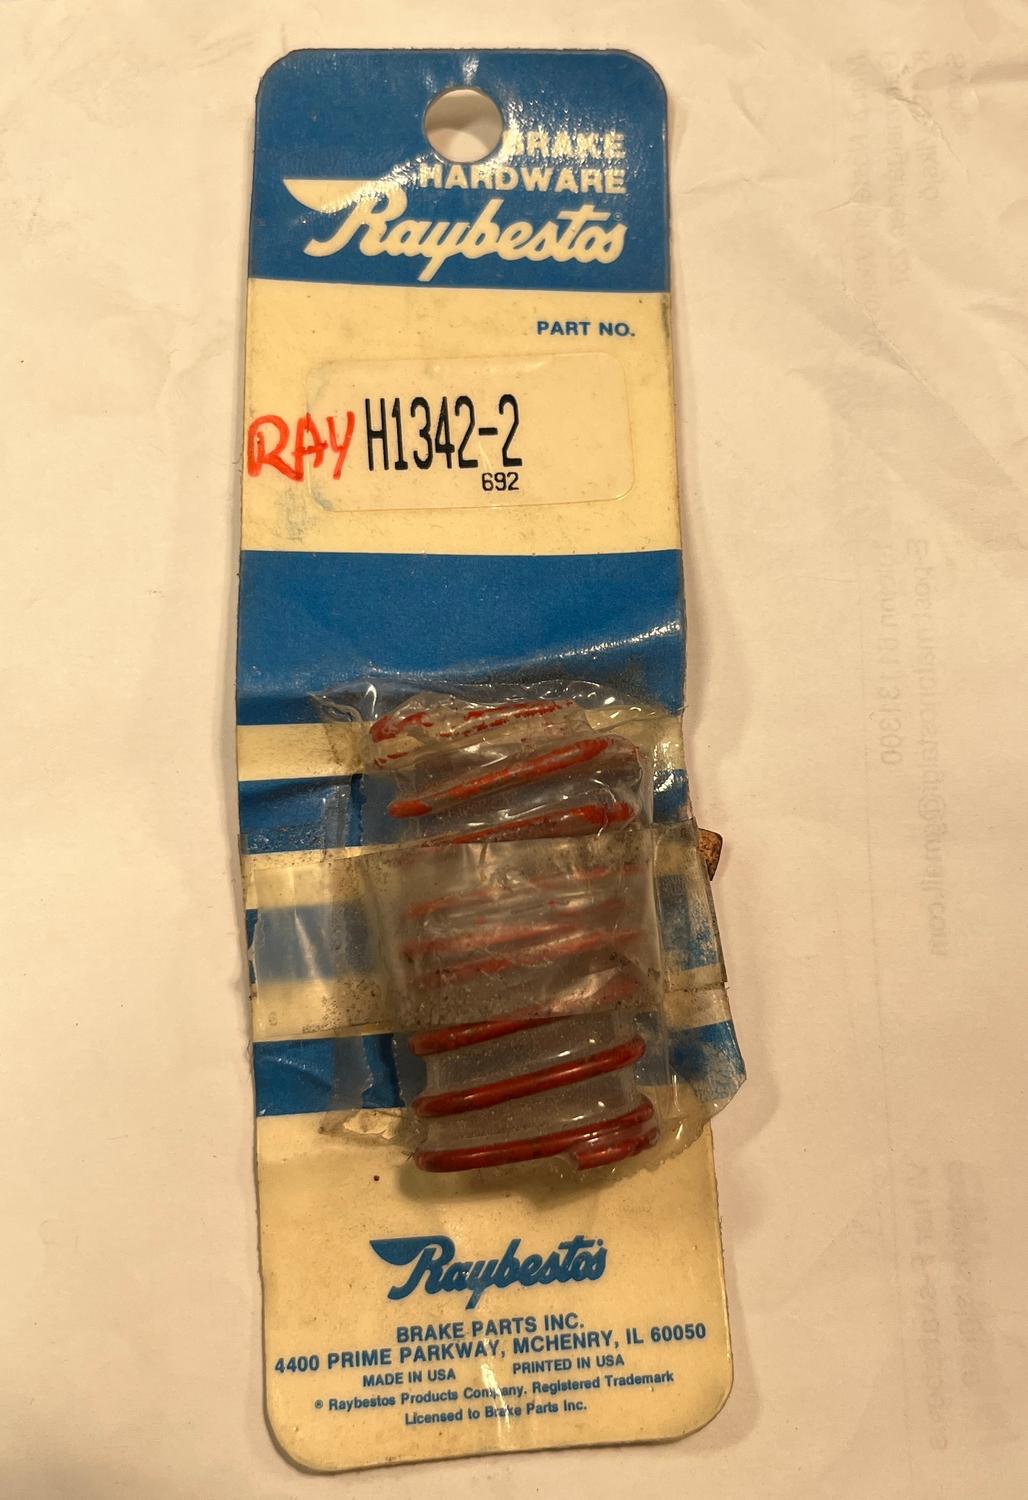 BRAKE
HARDWARE
Raybestos
PART NO.
RAY H1342-2
692
Raybestos
BRAKE PARTS INC.
4400 PRIME PARKWAY, MCHENRY, IL 60050
MADE IN USA PRINTED IN USA
® Raybestos Products Company, Registered Trademark
Licensed to Brake Parts Inc.